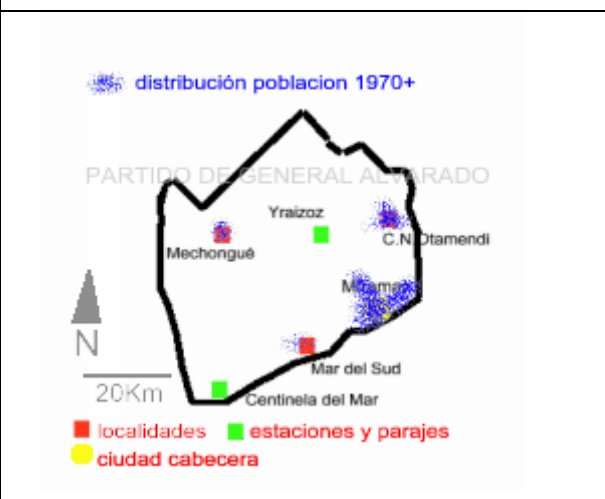 distribución poblacion 1970+
PARTIDO DE GENERAL ALVARADO
Yraizoz
C.N.Otamendi
Mechongué
Miramar
N
Mar del Sud
20Km
Centinela del Mar
localidades estaciones y parajes
ciudad cabecera